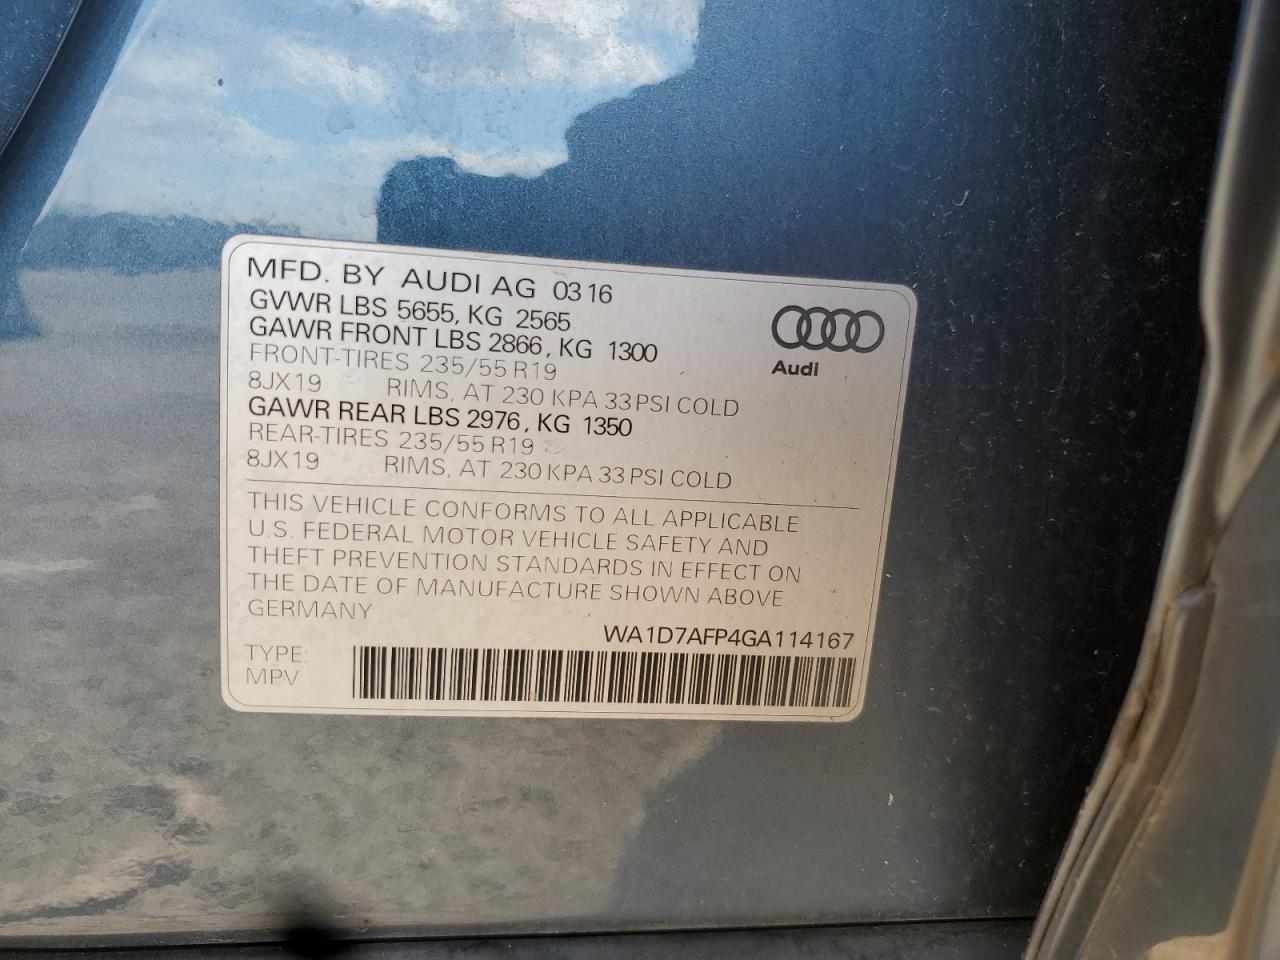 MFD. BY AUDI AG 03 16
GVWR LBS 5655, KG 2565
GAWR FRONT LBS 2866, KG 1300
FRONT-TIRES 235/55 R19
8JX19 RIMS, AT 230 KPA 33 PSI COLD
GAWR REAR LBS 2976, KG 1350
REAR-TIRES 235/55 R19
8JX19 RIMS, AT 230 KPA 33 PSI COLD
Audi
THIS VEHICLE CONFORMS TO ALL APPLICABLE
U.S. FEDERAL MOTOR VEHICLE SAFETY AND
THEFT PREVENTION STANDARDS IN EFFECT ON
THE DATE OF MANUFACTURE SHOWN ABOVE.
GERMANY
WA1D7AFP4GA114167
TYPE:
MPV